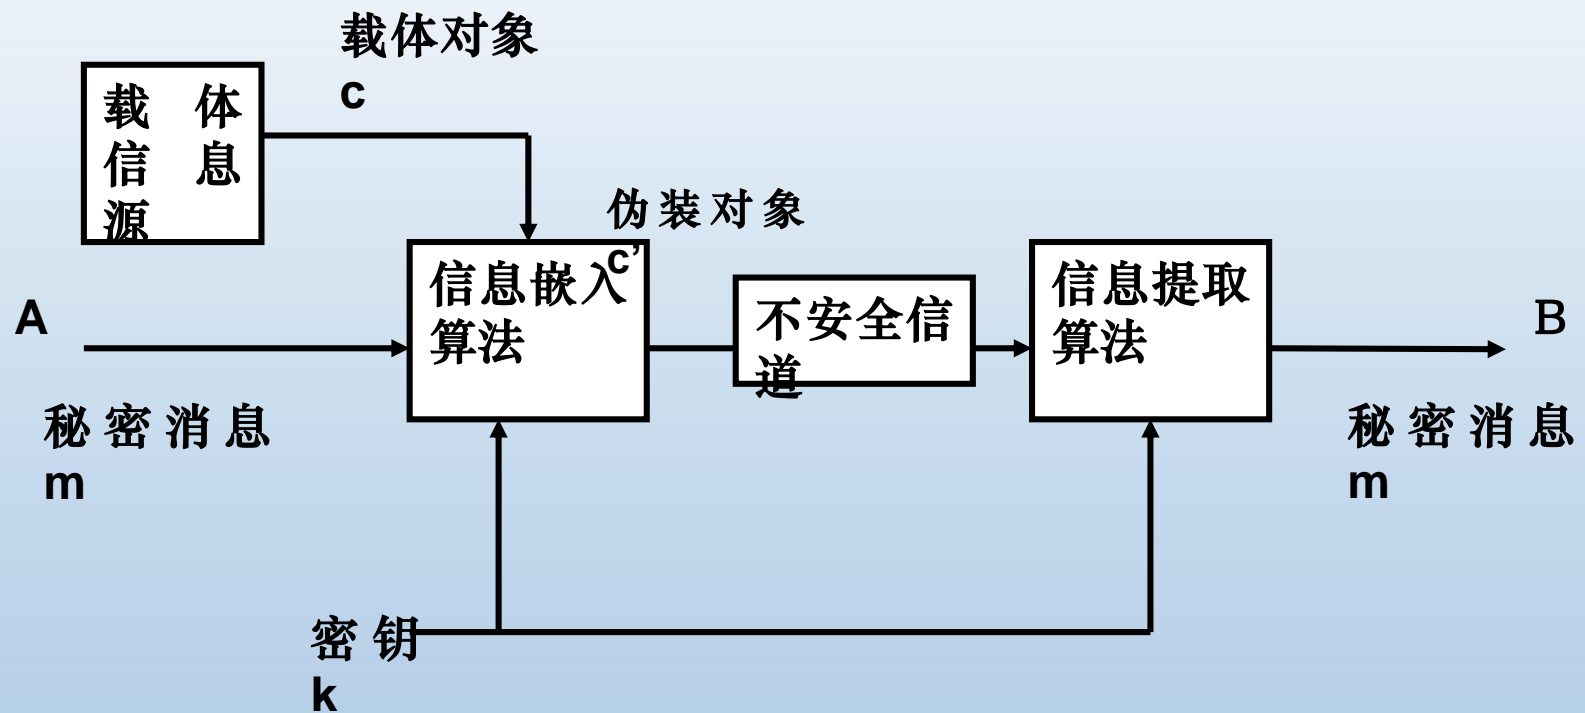 载体对象
c
载 体
信 息
源
伪装对象
c’
信息嵌入
算法
不安全信
道
信息提取
算法
A
B
秘密消息
m
秘密消息
m
密钥
k